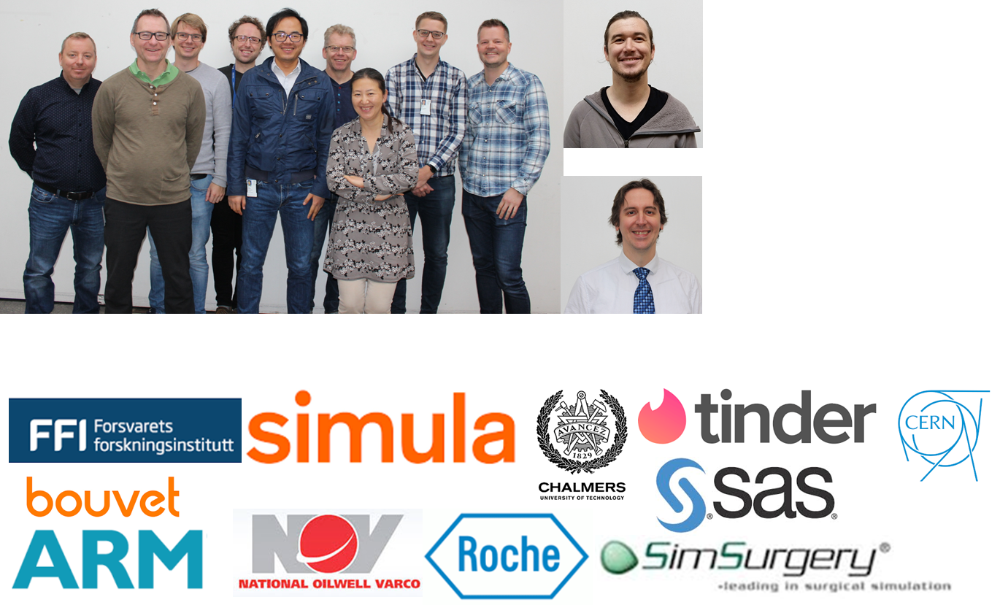 FFI Forsvarets
forskningsinstitutt
simula
AVANCEZ
1829
CHALMERS
UNIVERSITY OF TECHNOLOGY
tinder
CERN
bouvet
S® sas®
ARM
NOV
NATIONAL OILWELL VARCO
Roche
SimSurgery®
-leading in surgical simulation